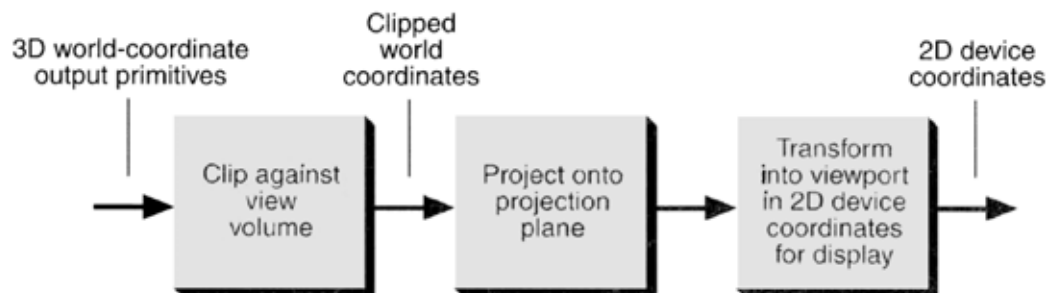 3D world-coordinate
output primitives
Clip against
view
volume
Clipped
world
coordinates
Project onto
projection
plane
Transform
into viewport
in 2D device
coordinates
for display
2D device
coordinates